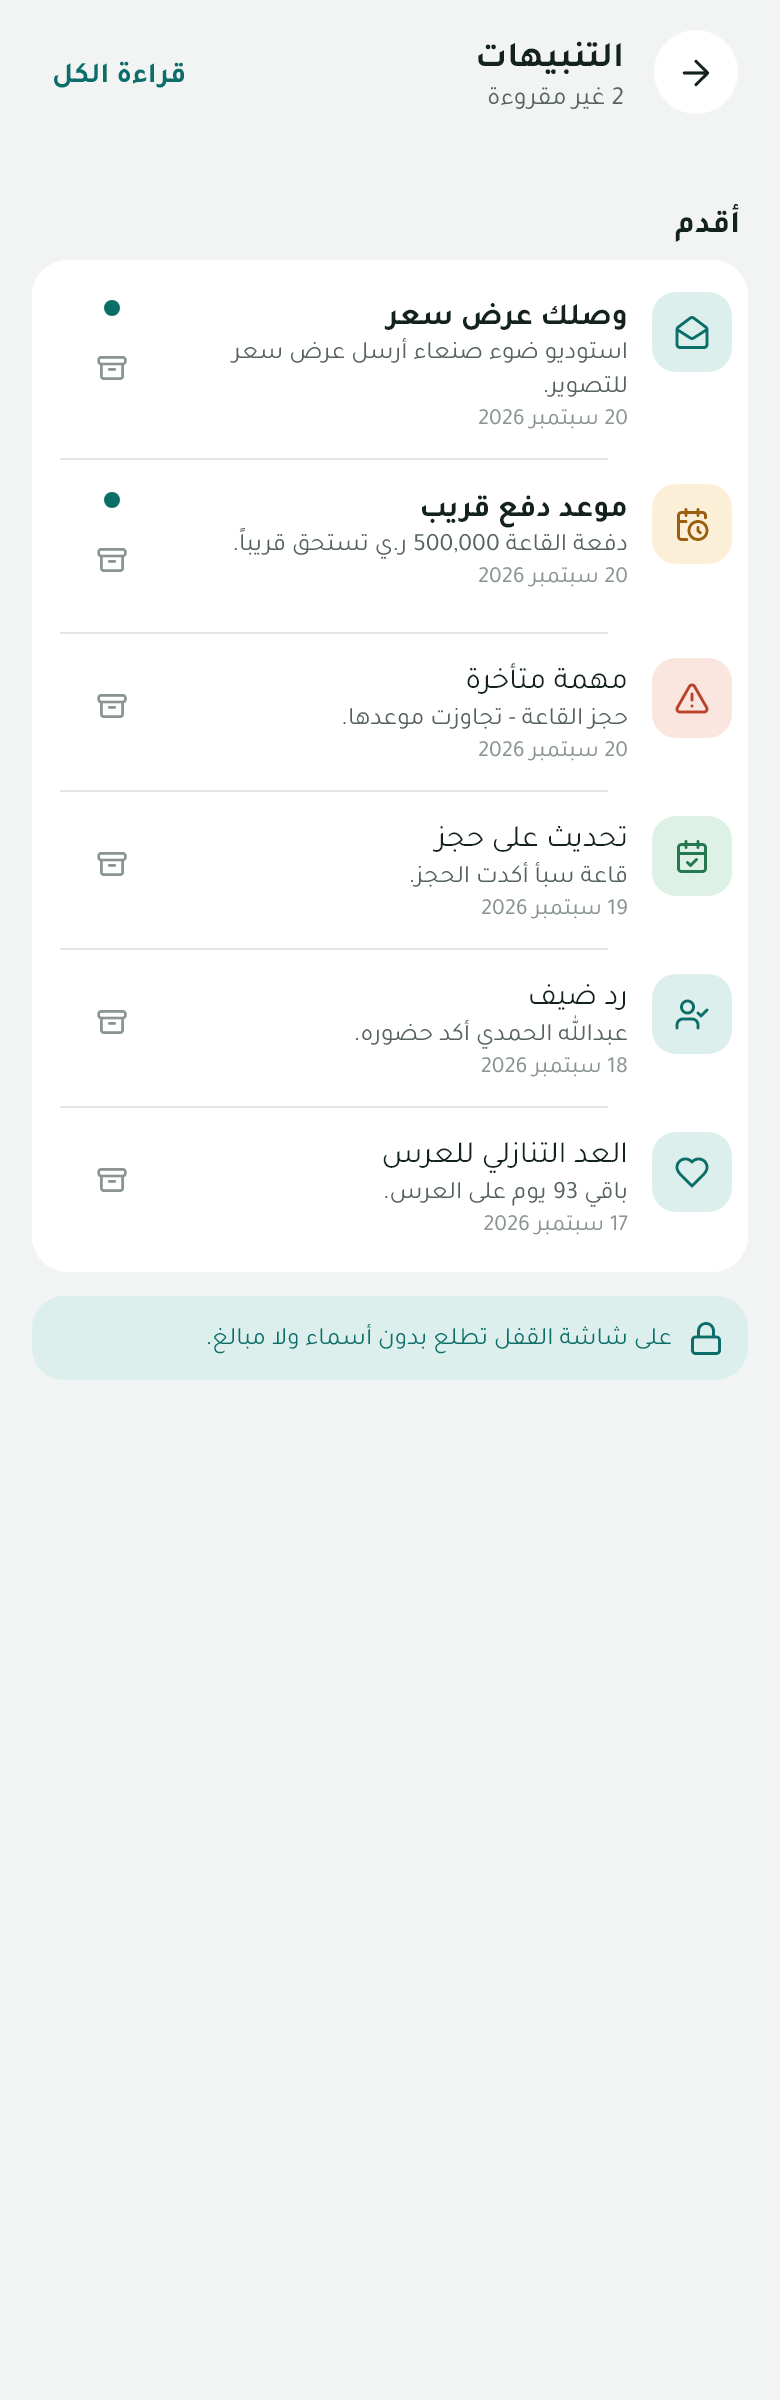 التنبيهات
2 غير مقروءة
قراءة الكل
أقدم
وصلك عرض سعر
استوديو ضوء صنعاء أرسل عرض سعر
للتصوير.
20 سبتمبر 2026
موعد دفع قريب
دفعة القاعة 500,000 ر.ي تستحق قريباً.
20 سبتمبر 2026
مهمة متأخرة
حجز القاعة - تجاوزت موعدها.
20 سبتمبر 2026
تحديث على حجز
قاعة سبأ أكدت الحجز.
19 سبتمبر 2026
رد ضيف
عبدالله الحمدي أكد حضوره.
18 سبتمبر 2026
العد التنازلي للعرس
باقي 93 يوم على العرس.
17 سبتمبر 2026
على شاشة القفل تطلع بدون أسماء ولا مبالغ.